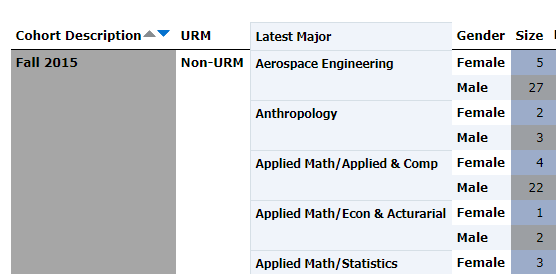 Cohort Description URM Latest Major Gender Size
Fall 2015 Non-URM Aerospace Engineering Female 5
Male 27
Anthropology Female 2
Male 3
Applied Math/Applied & Comp Female 4
Male 22
Applied Math/Econ & Acturarial Female 1
Male 2
Applied Math/Statistics Female 3